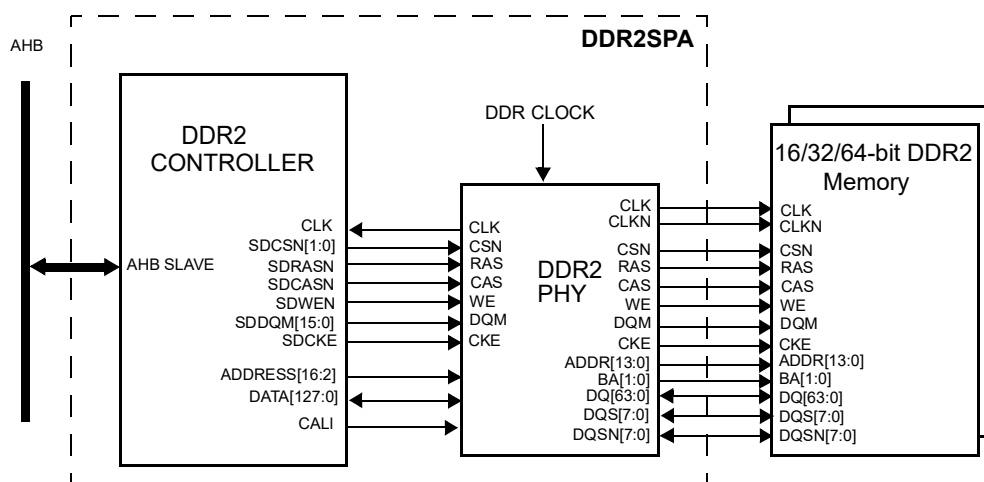 AHB
DDR2SPA
DDR CLOCK
DDR2
CONTROLLER
AHB SLAVE
CLK
SDCSN[1:0]
SDRASN
SDCASN
SDWEN
SDDQM[15:0]
SDCKE
ADDRESS[16:2]
DATA[127:0]
CALI
CLK
CSN
RAS
CAS
WE
DQM
CKE
DDR2
PHY
CLK
CLKN
CSN
RAS
CAS
WE
DQM
CKE
ADDR[13:0]
BA[1:0]
DQ[63:0]
DQS[7:0]
DQSN[7:0]
16/32/64-bit DDR2
Memory
CLK
CLKN
CSN
RAS
CAS
WE
DQM
CKE
ADDR[13:0]
BA[1:0]
DQ[63:0]
DQS[7:0]
DQSN[7:0]